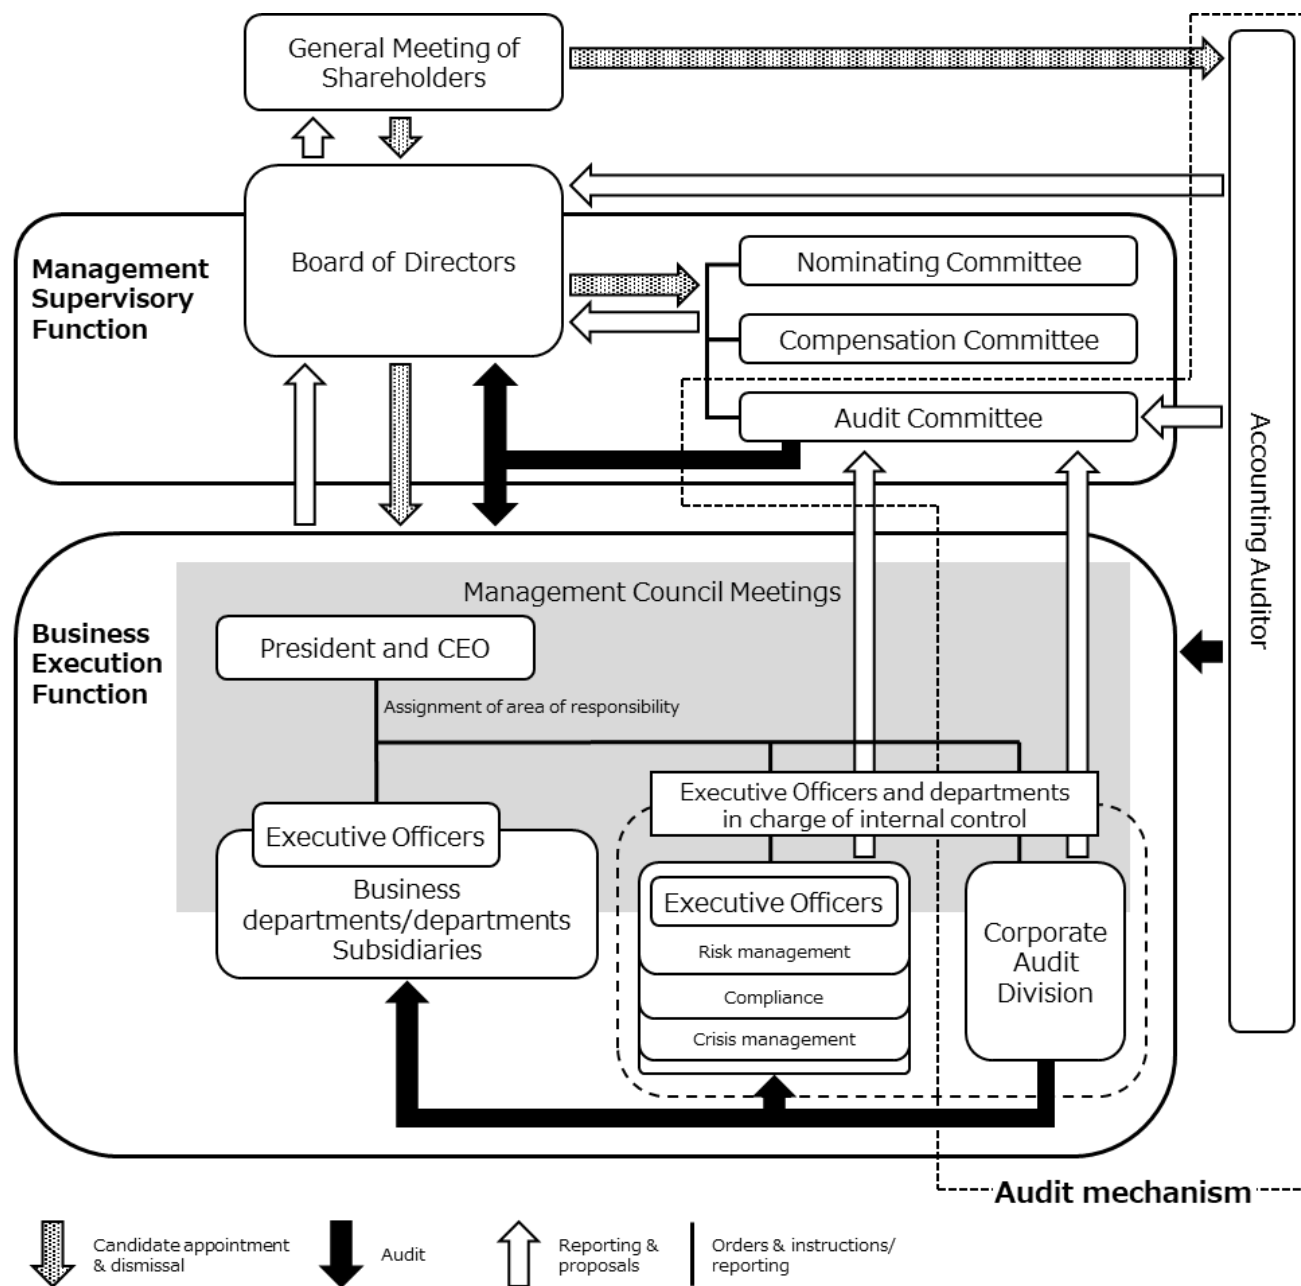 General Meeting of
Shareholders
Board of Directors
Management
Supervisory
Function
Nominating Committee
Compensation Committee
Audit Committee
Accounting Auditor
Management Council Meetings
Business
Execution
Function
President and CEO
Assignment of area of responsibility
Executive Officers and departments
in charge of internal control
Executive Officers
Business
departments/departments
Subsidiaries
Executive Officers
Risk management
Compliance
Crisis management
Corporate
Audit
Division
Audit mechanism
Candidate appointment
& dismissal
Audit
Reporting &
proposals
Orders & instructions/
reporting